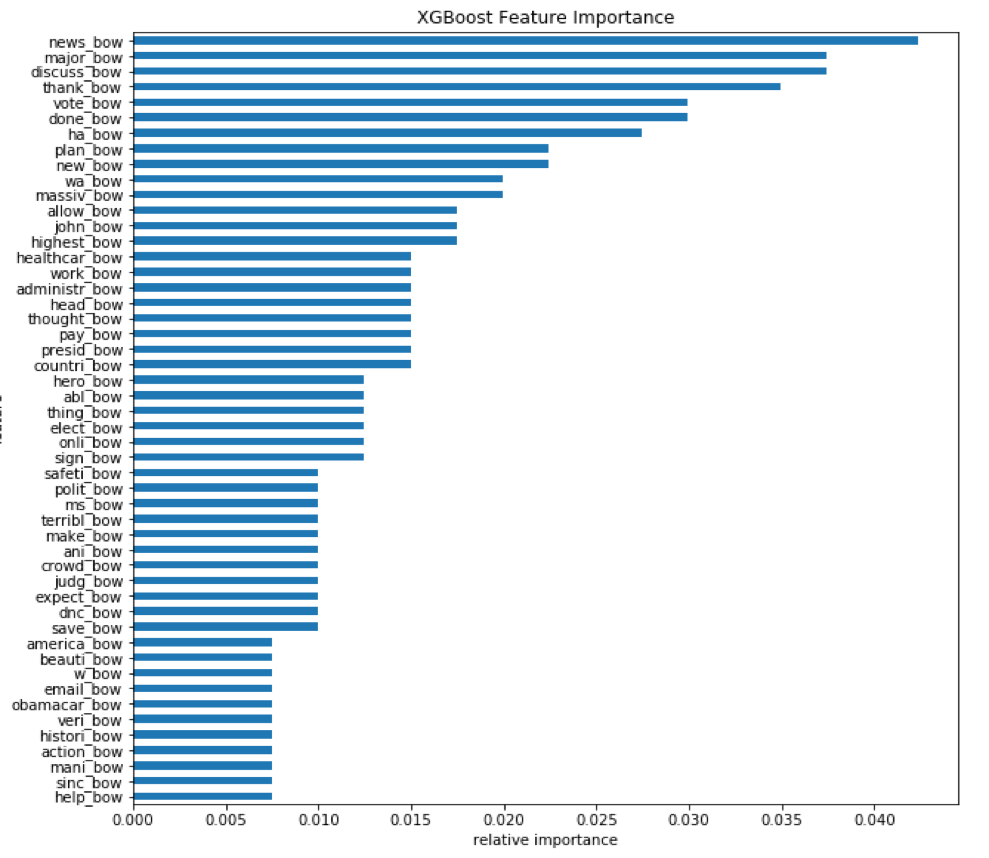 XGBoost Feature Importance
news_bow
major_bow
discuss_bow
thank_bow
vote_bow
done_bow
ha_bow
plan_bow
new_bow
wa_bow
massiv_bow
allow_bow
john_bow
highest_bow
healthcar_bow
work_bow
administr_bow
head_bow
thought_bow
pay_bow
presid_bow
countri_bow
hero_bow
abl_bow
thing_bow
elect_bow
onli_bow
sign_bow
safeti_bow
polit_bow
ms_bow
terribl_bow
make_bow
ani_bow
crowd_bow
judg_bow
expect_bow
dnc_bow
save_bow
america_bow
beauti_bow
w_bow
email_bow
obamacar_bow
veri_bow
histori_bow
action_bow
mani_bow
sinc_bow
help_bow
0.000 0.005 0.010 0.015 0.020 0.025 0.030 0.035 0.040
relative importance